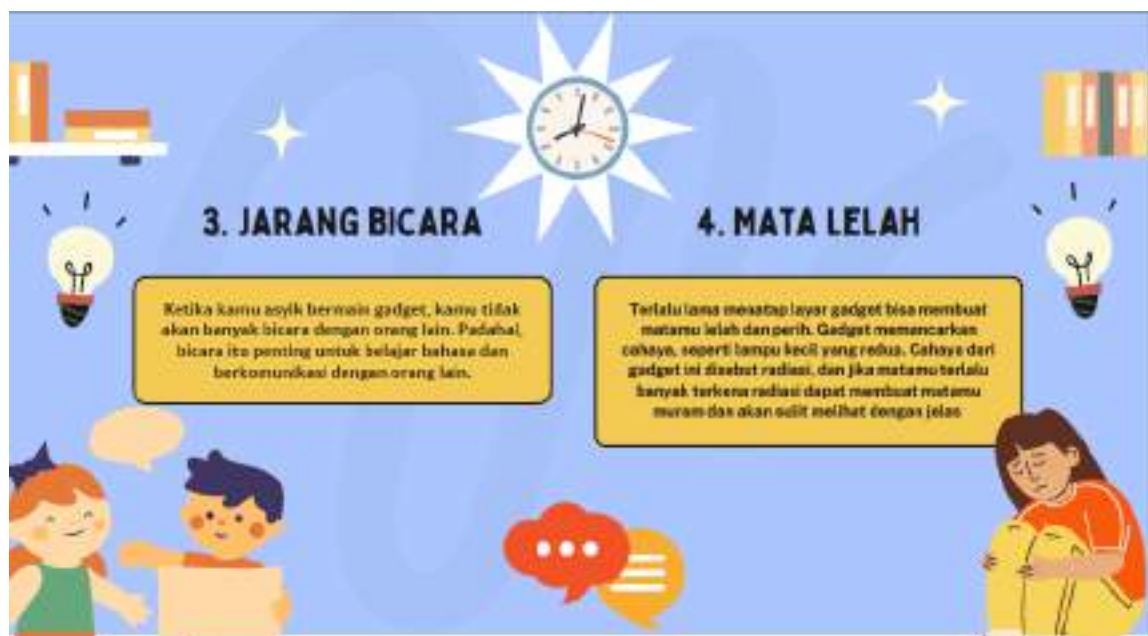 3. JARANG BICARA
Ketika kamu asyik bermain gadget, kamu tidak
akan banyak bicara dengan orang lain. Padahal,
bicara itu penting untuk belajar bahasa dan
berkomunikasi dengan orang lain.
4. MATA LELAH
Terlalu lama menatap layar gadget bisa membuat
matamu lelah dan perih. Gadget memancarkan
cahaya, seperti lampu kecil yang redup. Cahaya dari
gadget ini disebut radiasi, dan jika matamu terlalu
banyak terkena radiasi dapat membuat matamu
muram dan akan sulit melihat dengan jelas